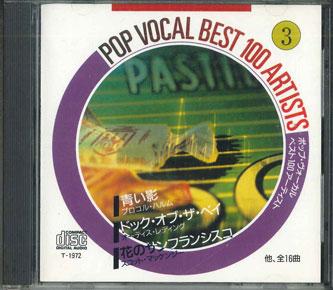 POP VOCAL BEST 100 ARTISTS
3
ポップ・ヴォーカル
ベスト100アーティスト
PASTI
青い影
プロコル・ハルム
ドック・オブ・ザ・ベイ
オーティス・レディング
花のサンフランシスコ
スコット・マッケンジー
COMPACT
disc
DIGITAL AUDIO
T-1972
他、全16曲